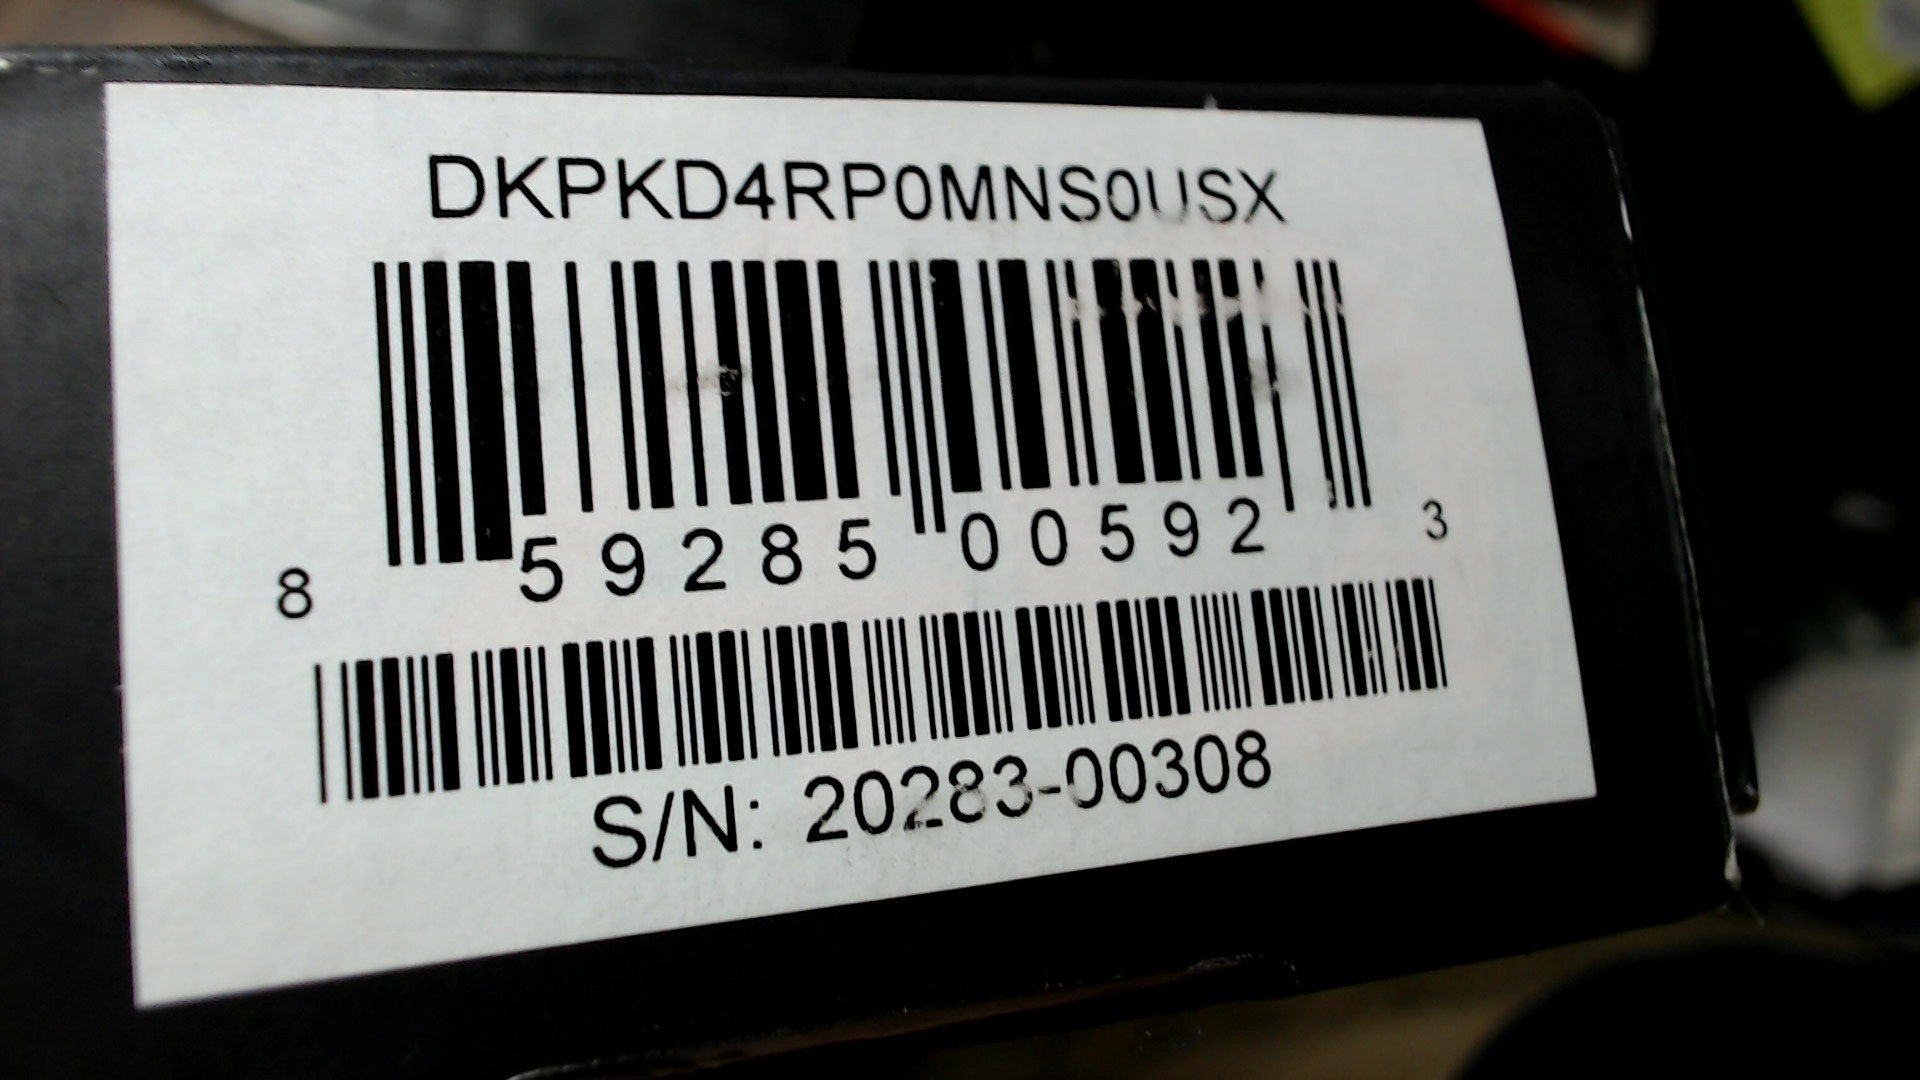 DKPKD4RP0MNS0USX
8 59285 00592 3
S/N: 20283-00308